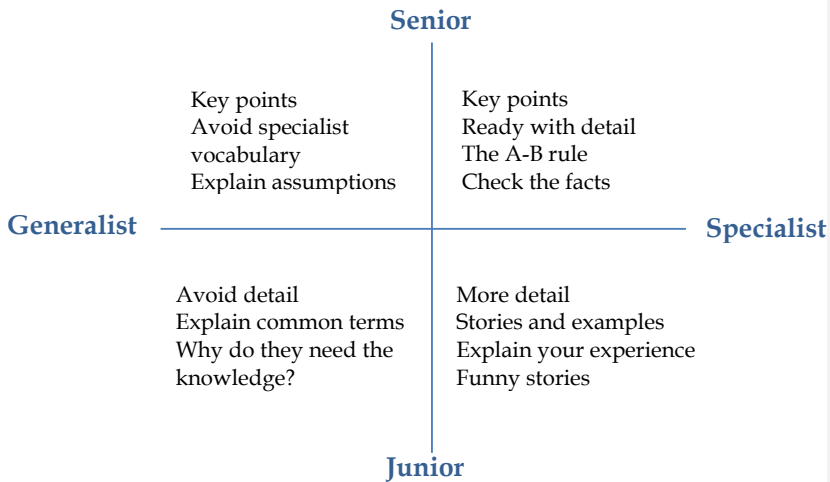 Senior
Key points
Avoid specialist
vocabulary
Explain assumptions
Key points
Ready with detail
The A-B rule
Check the facts
Generalist
Specialist
Avoid detail
Explain common terms
Why do they need the
knowledge?
More detail
Stories and examples
Explain your experience
Funny stories
Junior